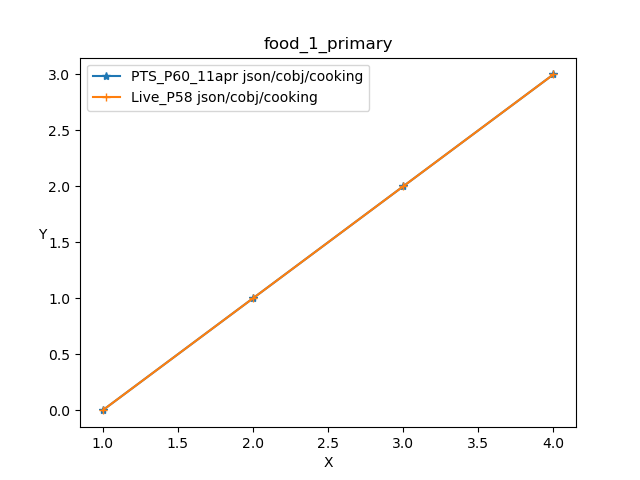 food_1_primary
PTS_P60_11apr json/cobj/cooking
Live_P58 json/cobj/cooking
3.0
2.5
2.0
Y
1.5
1.0
0.5
0.0
1.0 1.5 2.0 2.5 3.0 3.5 4.0
X